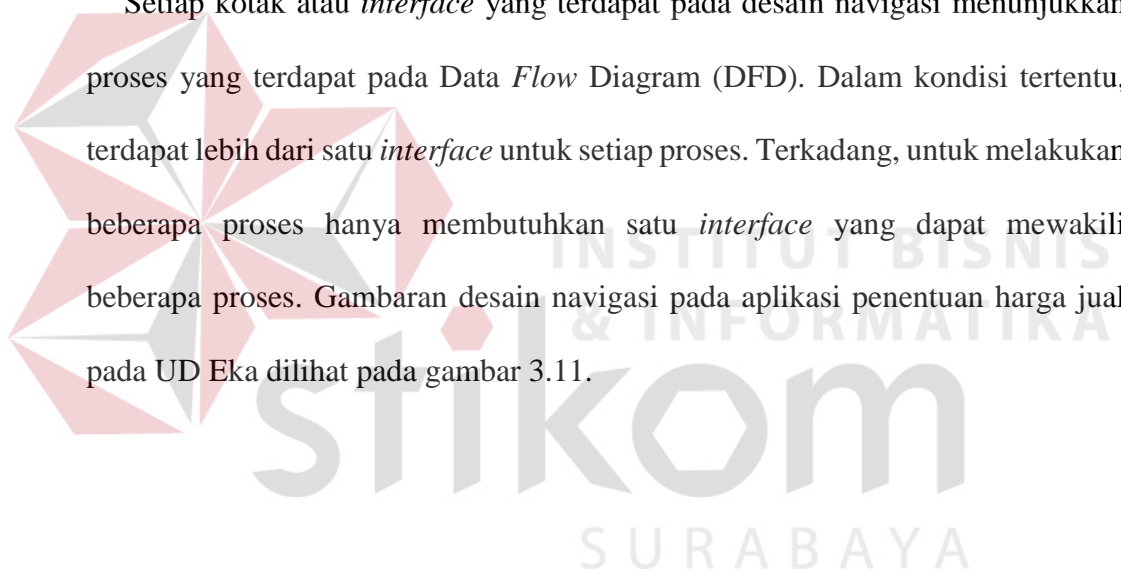 Setiap kotak atau interface yang terdapat pada desain navigasi menunjukkan
proses yang terdapat pada Data Flow Diagram (DFD). Dalam kondisi tertentu,
terdapat lebih dari satu interface untuk setiap proses. Terkadang, untuk melakukan
beberapa proses hanya membutuhkan satu interface yang dapat mewakili
INSTITUT BISNIS
beberapa proses. Gambaran desain navigasi pada aplikasi penentuan harga jual
& INFORMATIKA
pada UD Eka dilihat pada gambar 3.11.
stikom
SURABAYA